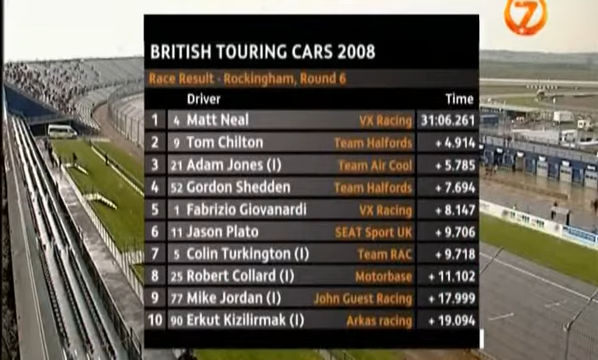 7
BRITISH TOURING CARS 2008
Race Result - Rockingham, Round 6
Driver Time
1 4 Matt Neal VX Racing 31:06.261
2 9 Tom Chilton Team Halfords + 4.914
3 21 Adam Jones (I) Team Air Cool + 5.785
4 52 Gordon Shedden Team Halfords + 7.694
5 1 Fabrizio Giovanardi VX Racing + 8.147
6 11 Jason Plato SEAT Sport UK + 9.706
7 5 Colin Turkington (I) Team RAC + 9.718
8 25 Robert Collard (I) Motorbase + 11.102
9 77 Mike Jordan (I) John Guest Racing + 17.999
10 90 Erkut Kizilirmak (I) Arkas racing + 19.094